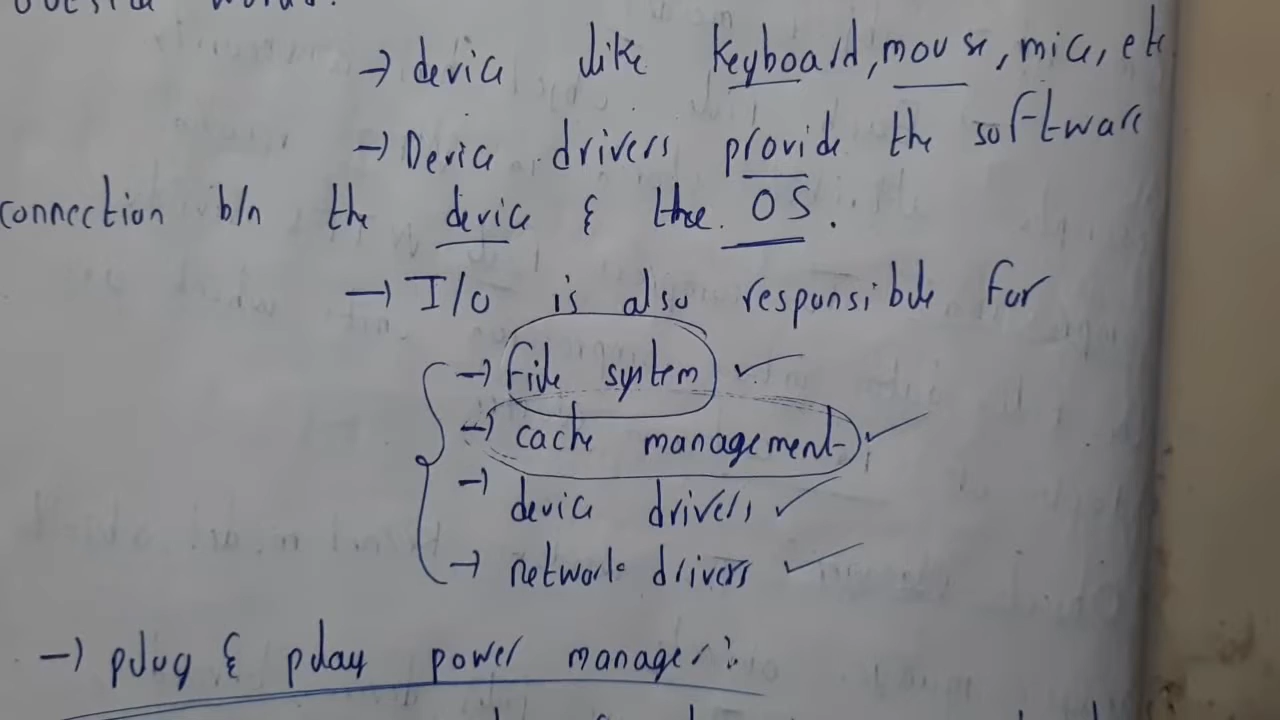 → device like keyboard, mouse, mic, etc
→ Device drivers provide the software
connection b/n the device & the OS.
→ I/O is also responsible for
→ File system ✓
→ cache management ✓
→ device drivers ✓
→ network drivers ✓
→ plug & play power manager: